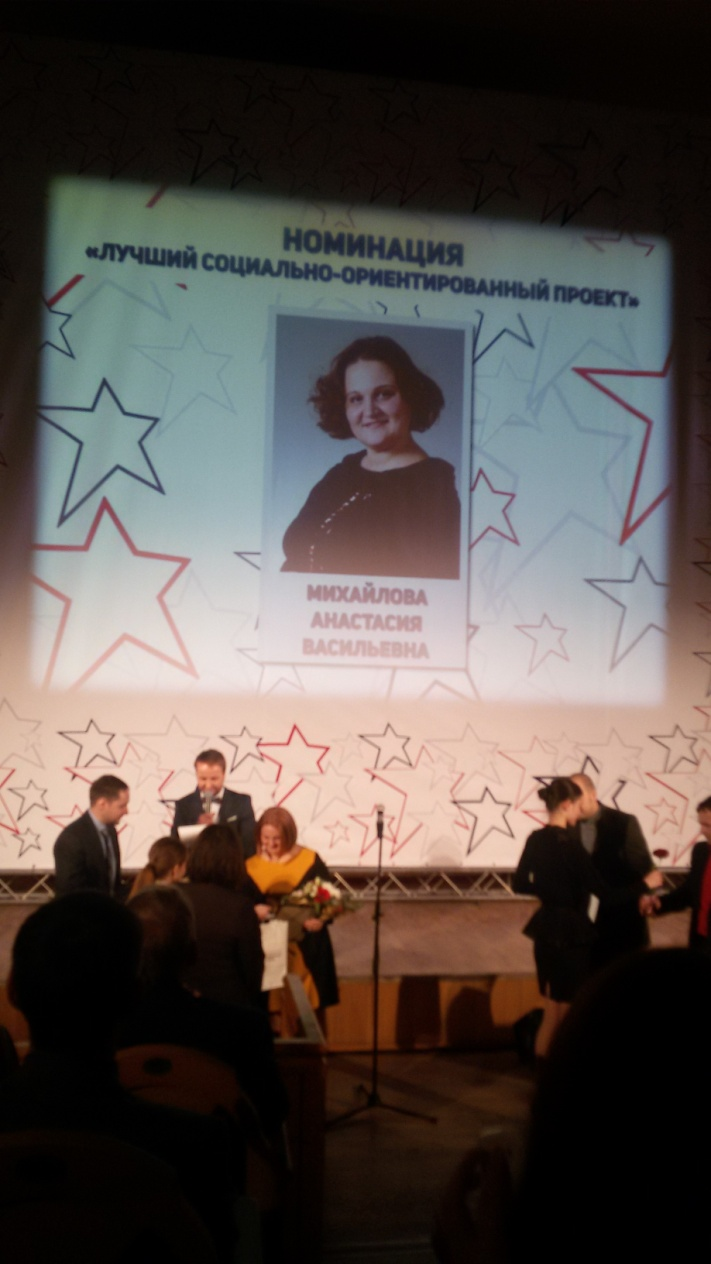 НОМИНАЦИЯ
«ЛУЧШИЙ СОЦИАЛЬНО-ОРИЕНТИРОВАННЫЙ ПРОЕКТ»
МИХАЙЛОВА
АНАСТАСИЯ
ВАСИЛЬЕВНА